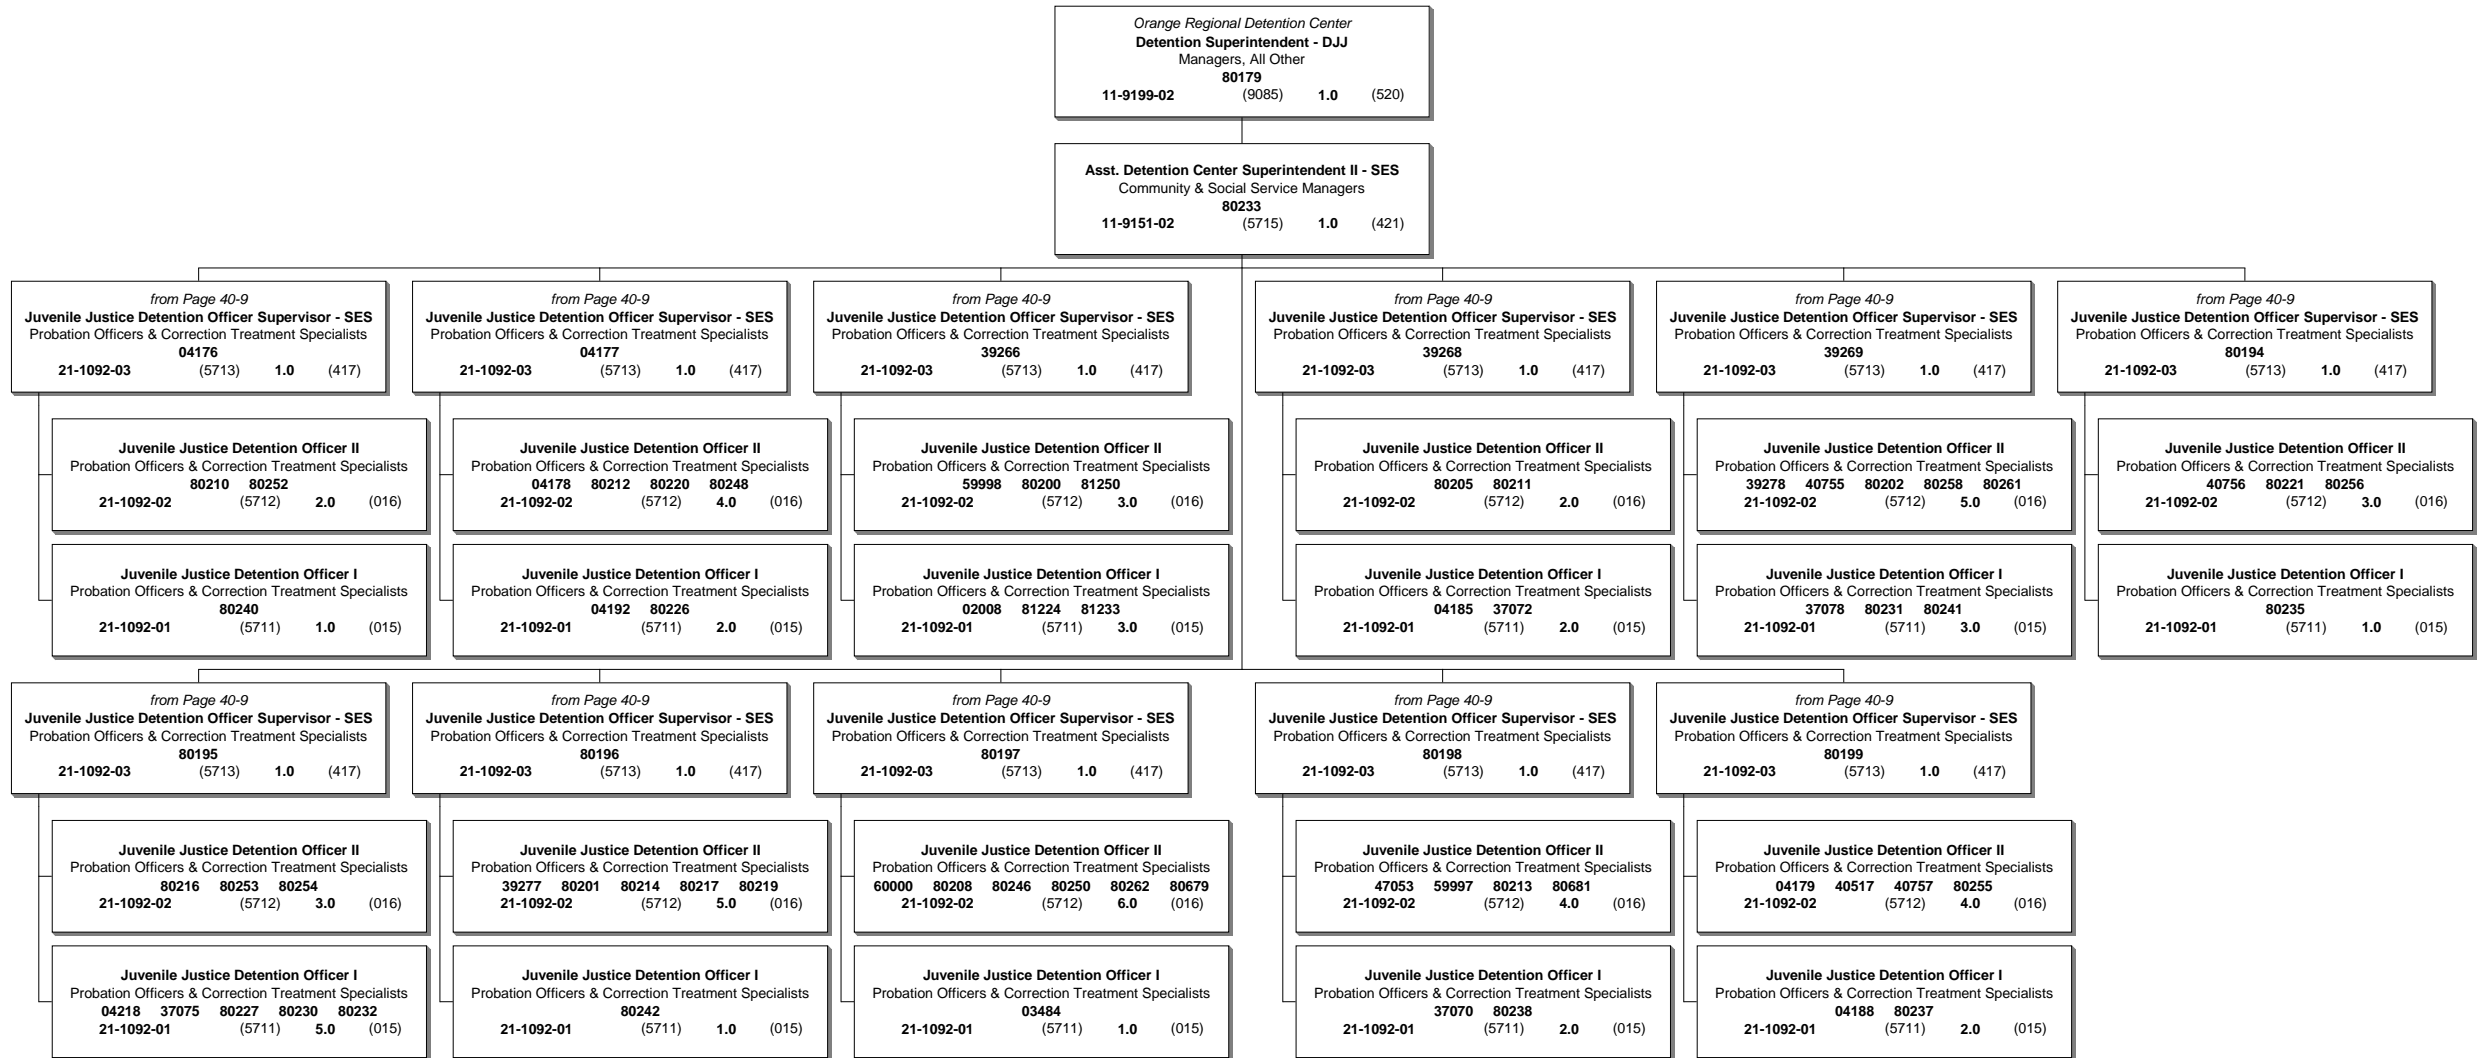 Orange Regional Detention Center
Detention Superintendent - DJJ
Managers, All Other
80179
11-9199-02 (9085) 1.0 (520)
Asst. Detention Center Superintendent II - SES
Community & Social Service Managers
80233
11-9151-02 (5715) 1.0 (421)
from Page 40-9
Juvenile Justice Detention Officer Supervisor - SES
Probation Officers & Correction Treatment Specialists
04176
21-1092-03 (5713) 1.0 (417)
Juvenile Justice Detention Officer II
Probation Officers & Correction Treatment Specialists
80210 80252
21-1092-02 (5712) 2.0 (016)
Juvenile Justice Detention Officer I
Probation Officers & Correction Treatment Specialists
80240
21-1092-01 (5711) 1.0 (015)
from Page 40-9
Juvenile Justice Detention Officer Supervisor - SES
Probation Officers & Correction Treatment Specialists
04177
21-1092-03 (5713) 1.0 (417)
Juvenile Justice Detention Officer II
Probation Officers & Correction Treatment Specialists
04178 80212 80220 80248
21-1092-02 (5712) 4.0 (016)
Juvenile Justice Detention Officer I
Probation Officers & Correction Treatment Specialists
04192 80226
21-1092-01 (5711) 2.0 (015)
from Page 40-9
Juvenile Justice Detention Officer Supervisor - SES
Probation Officers & Correction Treatment Specialists
39266
21-1092-03 (5713) 1.0 (417)
Juvenile Justice Detention Officer II
Probation Officers & Correction Treatment Specialists
59998 80200 81250
21-1092-02 (5712) 3.0 (016)
Juvenile Justice Detention Officer I
Probation Officers & Correction Treatment Specialists
02008 81224 81233
21-1092-01 (5711) 3.0 (015)
from Page 40-9
Juvenile Justice Detention Officer Supervisor - SES
Probation Officers & Correction Treatment Specialists
39268
21-1092-03 (5713) 1.0 (417)
Juvenile Justice Detention Officer II
Probation Officers & Correction Treatment Specialists
80205 80211
21-1092-02 (5712) 2.0 (016)
Juvenile Justice Detention Officer I
Probation Officers & Correction Treatment Specialists
04185 37072
21-1092-01 (5711) 2.0 (015)
from Page 40-9
Juvenile Justice Detention Officer Supervisor - SES
Probation Officers & Correction Treatment Specialists
39269
21-1092-03 (5713) 1.0 (417)
Juvenile Justice Detention Officer II
Probation Officers & Correction Treatment Specialists
39278 40755 80202 80258 80261
21-1092-02 (5712) 5.0 (016)
Juvenile Justice Detention Officer I
Probation Officers & Correction Treatment Specialists
37078 80231 80241
21-1092-01 (5711) 3.0 (015)
from Page 40-9
Juvenile Justice Detention Officer Supervisor - SES
Probation Officers & Correction Treatment Specialists
80194
21-1092-03 (5713) 1.0 (417)
Juvenile Justice Detention Officer II
Probation Officers & Correction Treatment Specialists
40756 80221 80256
21-1092-02 (5712) 3.0 (016)
Juvenile Justice Detention Officer I
Probation Officers & Correction Treatment Specialists
80235
21-1092-01 (5711) 1.0 (015)
from Page 40-9
Juvenile Justice Detention Officer Supervisor - SES
Probation Officers & Correction Treatment Specialists
80195
21-1092-03 (5713) 1.0 (417)
Juvenile Justice Detention Officer II
Probation Officers & Correction Treatment Specialists
80216 80253 80254
21-1092-02 (5712) 3.0 (016)
Juvenile Justice Detention Officer I
Probation Officers & Correction Treatment Specialists
04218 37075 80227 80230 80232
21-1092-01 (5711) 5.0 (015)
from Page 40-9
Juvenile Justice Detention Officer Supervisor - SES
Probation Officers & Correction Treatment Specialists
80196
21-1092-03 (5713) 1.0 (417)
Juvenile Justice Detention Officer II
Probation Officers & Correction Treatment Specialists
39277 80201 80214 80217 80219
21-1092-02 (5712) 5.0 (016)
Juvenile Justice Detention Officer I
Probation Officers & Correction Treatment Specialists
80242
21-1092-01 (5711) 1.0 (015)
from Page 40-9
Juvenile Justice Detention Officer Supervisor - SES
Probation Officers & Correction Treatment Specialists
80197
21-1092-03 (5713) 1.0 (417)
Juvenile Justice Detention Officer II
Probation Officers & Correction Treatment Specialists
60000 80208 80246 80250 80262 80679
21-1092-02 (5712) 6.0 (016)
Juvenile Justice Detention Officer I
Probation Officers & Correction Treatment Specialists
03484
21-1092-01 (5711) 1.0 (015)
from Page 40-9
Juvenile Justice Detention Officer Supervisor - SES
Probation Officers & Correction Treatment Specialists
80198
21-1092-03 (5713) 1.0 (417)
Juvenile Justice Detention Officer II
Probation Officers & Correction Treatment Specialists
47053 59997 80213 80681
21-1092-02 (5712) 4.0 (016)
Juvenile Justice Detention Officer I
Probation Officers & Correction Treatment Specialists
37070 80238
21-1092-01 (5711) 2.0 (015)
from Page 40-9
Juvenile Justice Detention Officer Supervisor - SES
Probation Officers & Correction Treatment Specialists
80199
21-1092-03 (5713) 1.0 (417)
Juvenile Justice Detention Officer II
Probation Officers & Correction Treatment Specialists
04179 40517 40757 80255
21-1092-02 (5712) 4.0 (016)
Juvenile Justice Detention Officer I
Probation Officers & Correction Treatment Specialists
04188 80237
21-1092-01 (5711) 2.0 (015)